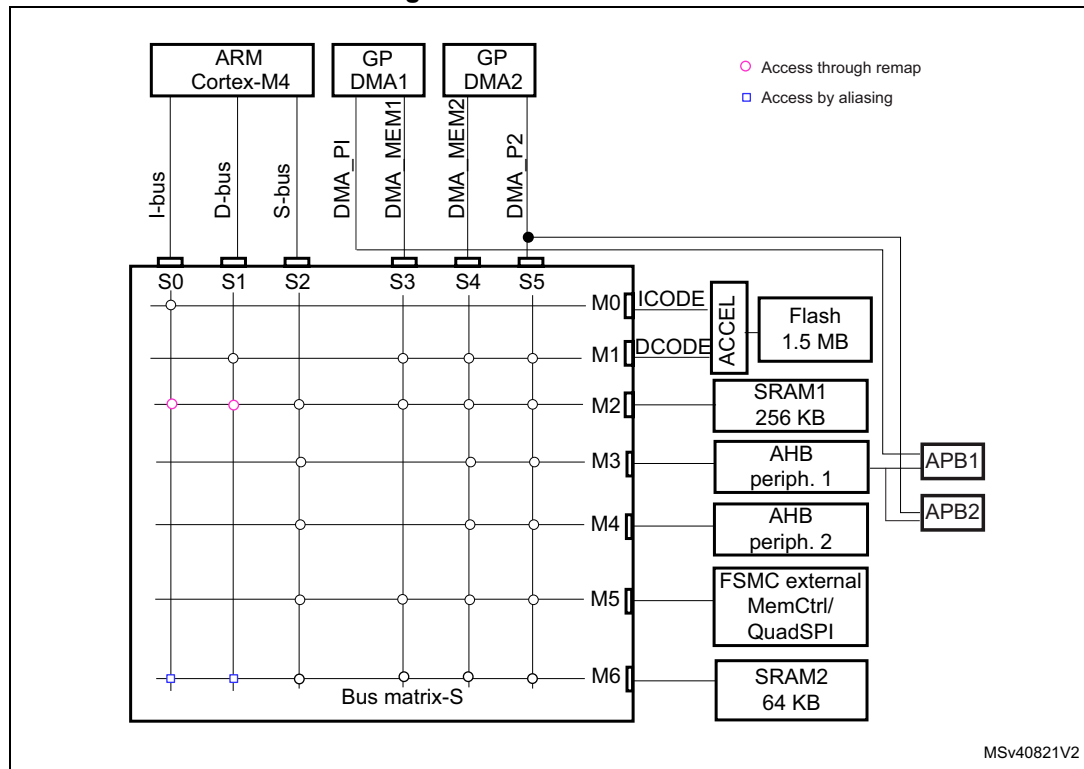 ARM
Cortex-M4
GP
DMA1
GP
DMA2
Access through remap
Access by aliasing
I-bus
D-bus
S-bus
DMA_PI
DMA_MEM1
DMA_MEM2
DMA_P2
S0
S1
S2
S3
S4
S5
M0
ICODE
ACCEL
Flash
1.5 MB
M1
DCODE
M2
SRAM1
256 KB
M3
AHB
periph. 1
APB1
APB2
M4
AHB
periph. 2
M5
FSMC external
MemCtrl/
QuadSPI
M6
SRAM2
64 KB
Bus matrix-S
MSv40821V2